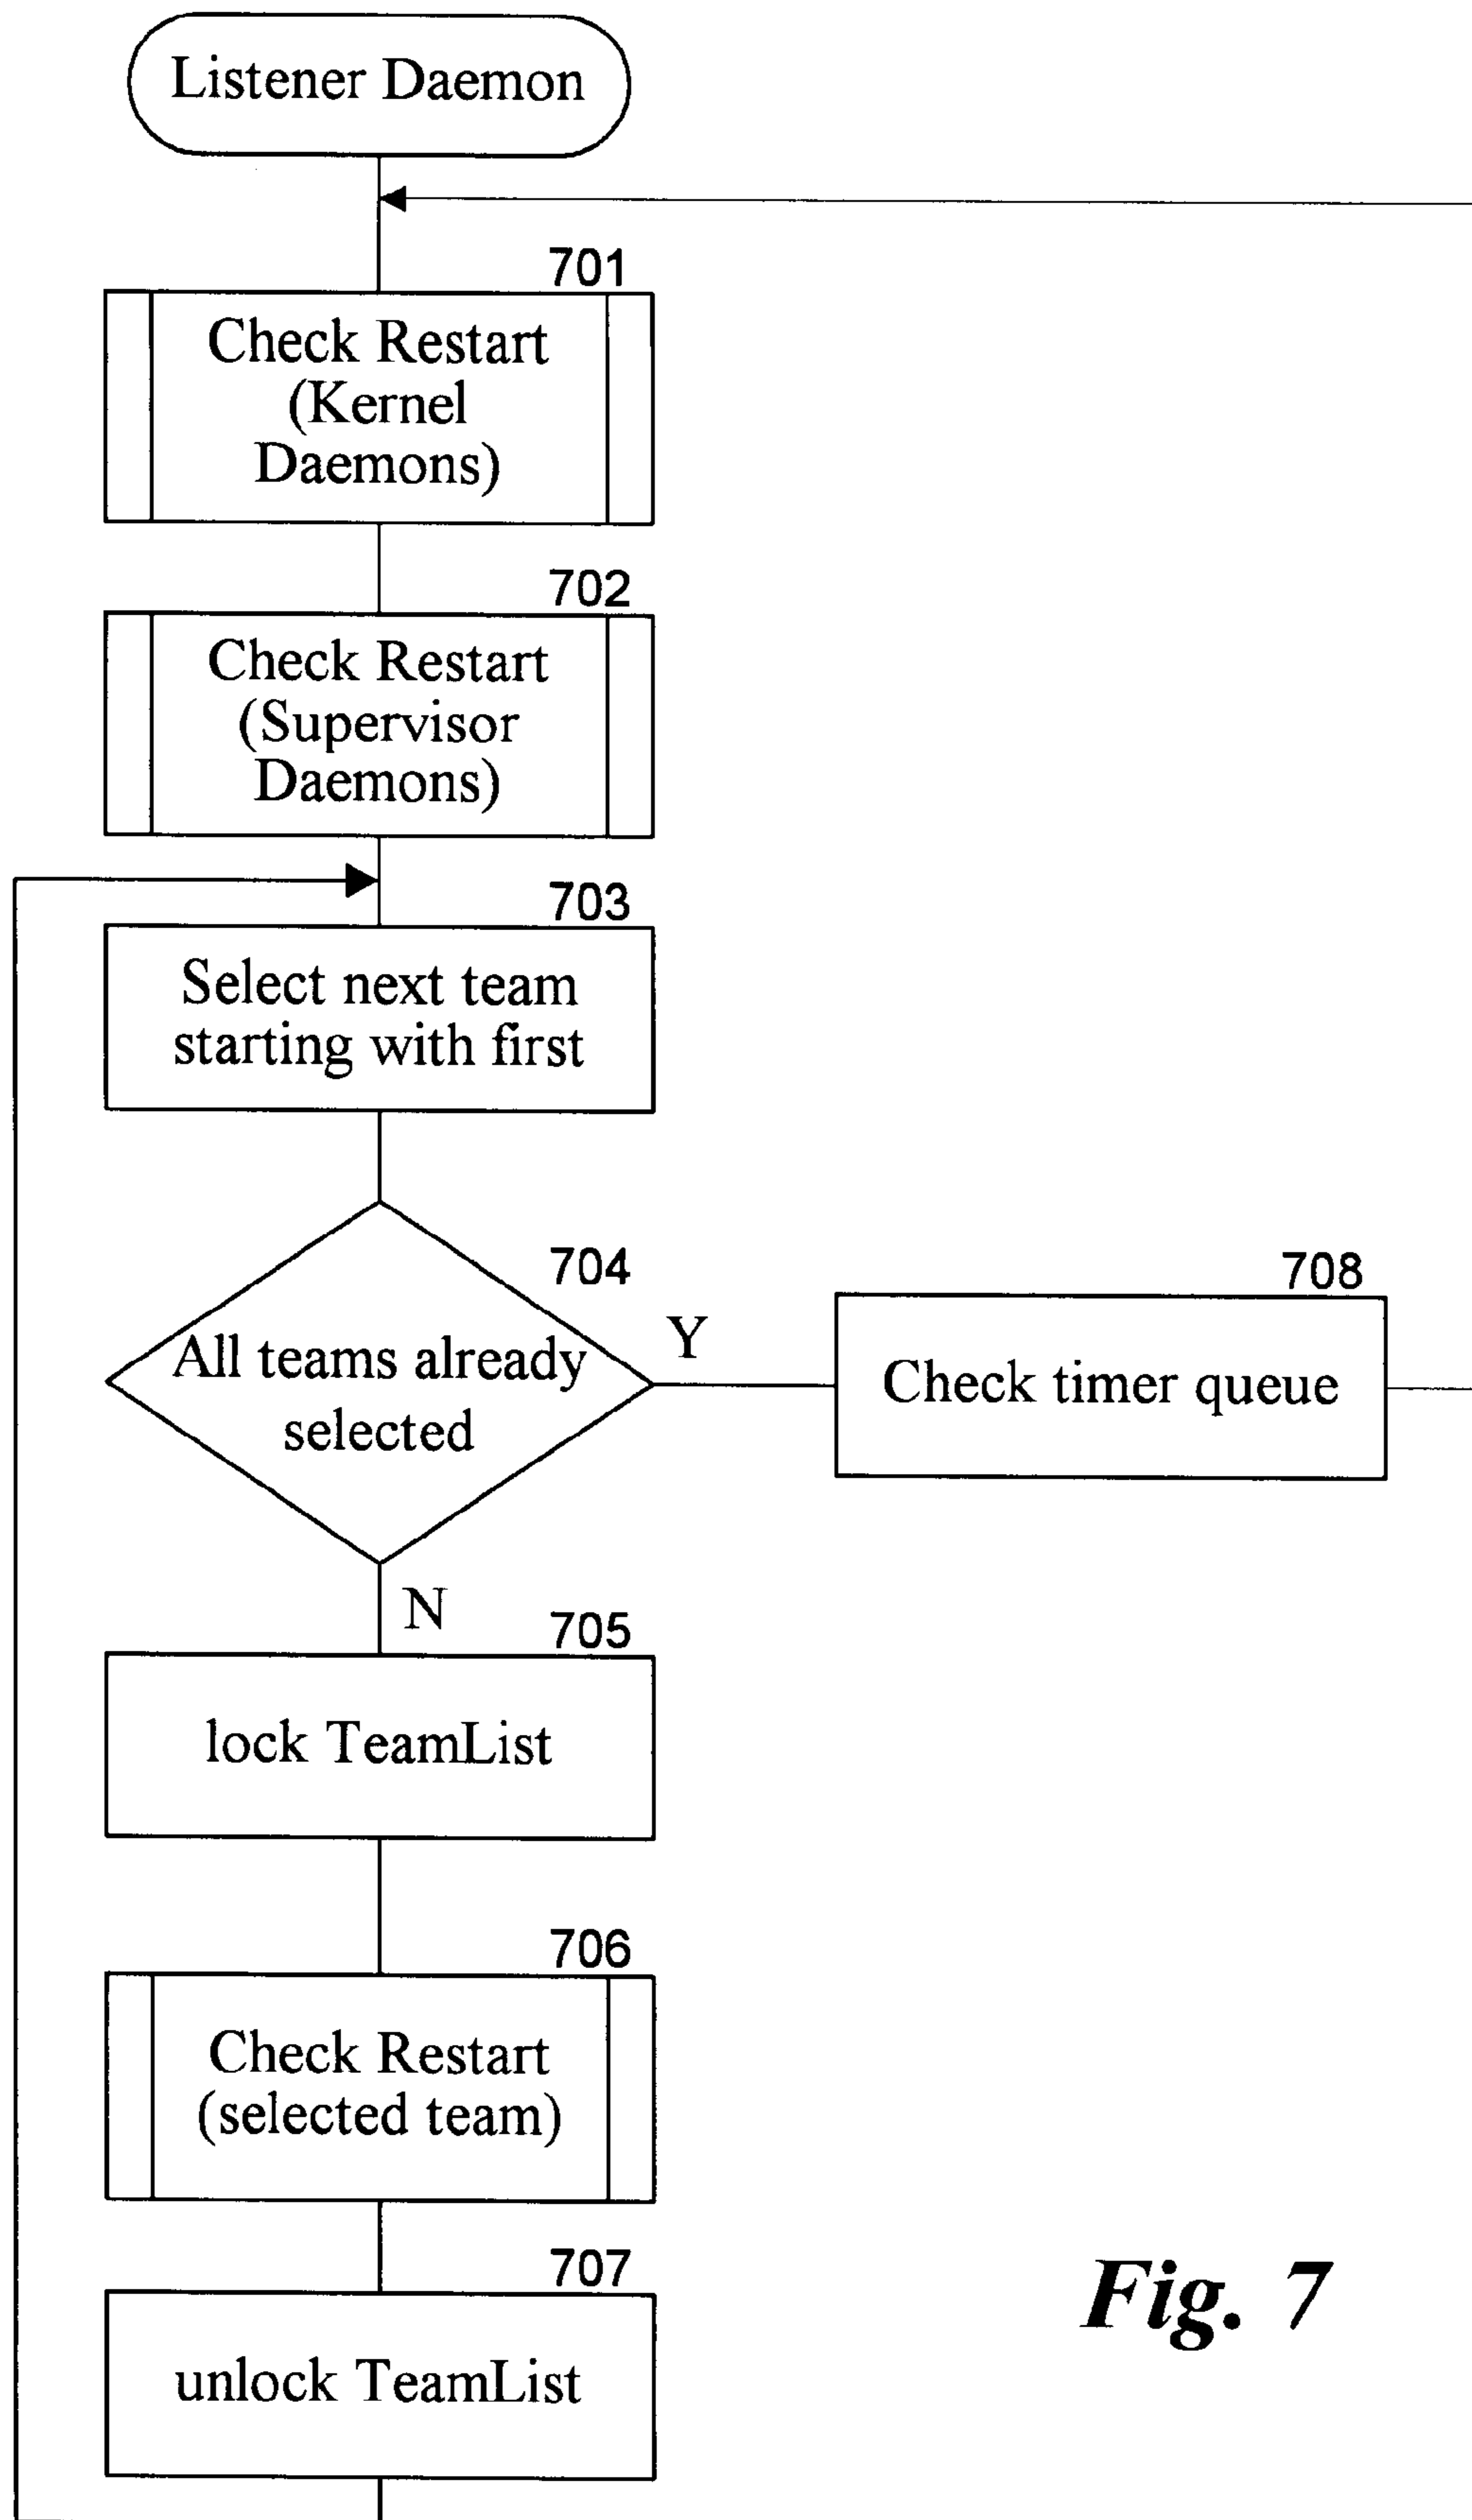 Listener Daemon
701
Check Restart
(Kernel
Daemons)
702
Check Restart
(Supervisor
Daemons)
703
Select next team
starting with first
704
All teams already
selected
Y
708
Check timer queue
N
705
lock TeamList
706
Check Restart
(selected team)
707
unlock TeamList
Fig. 7